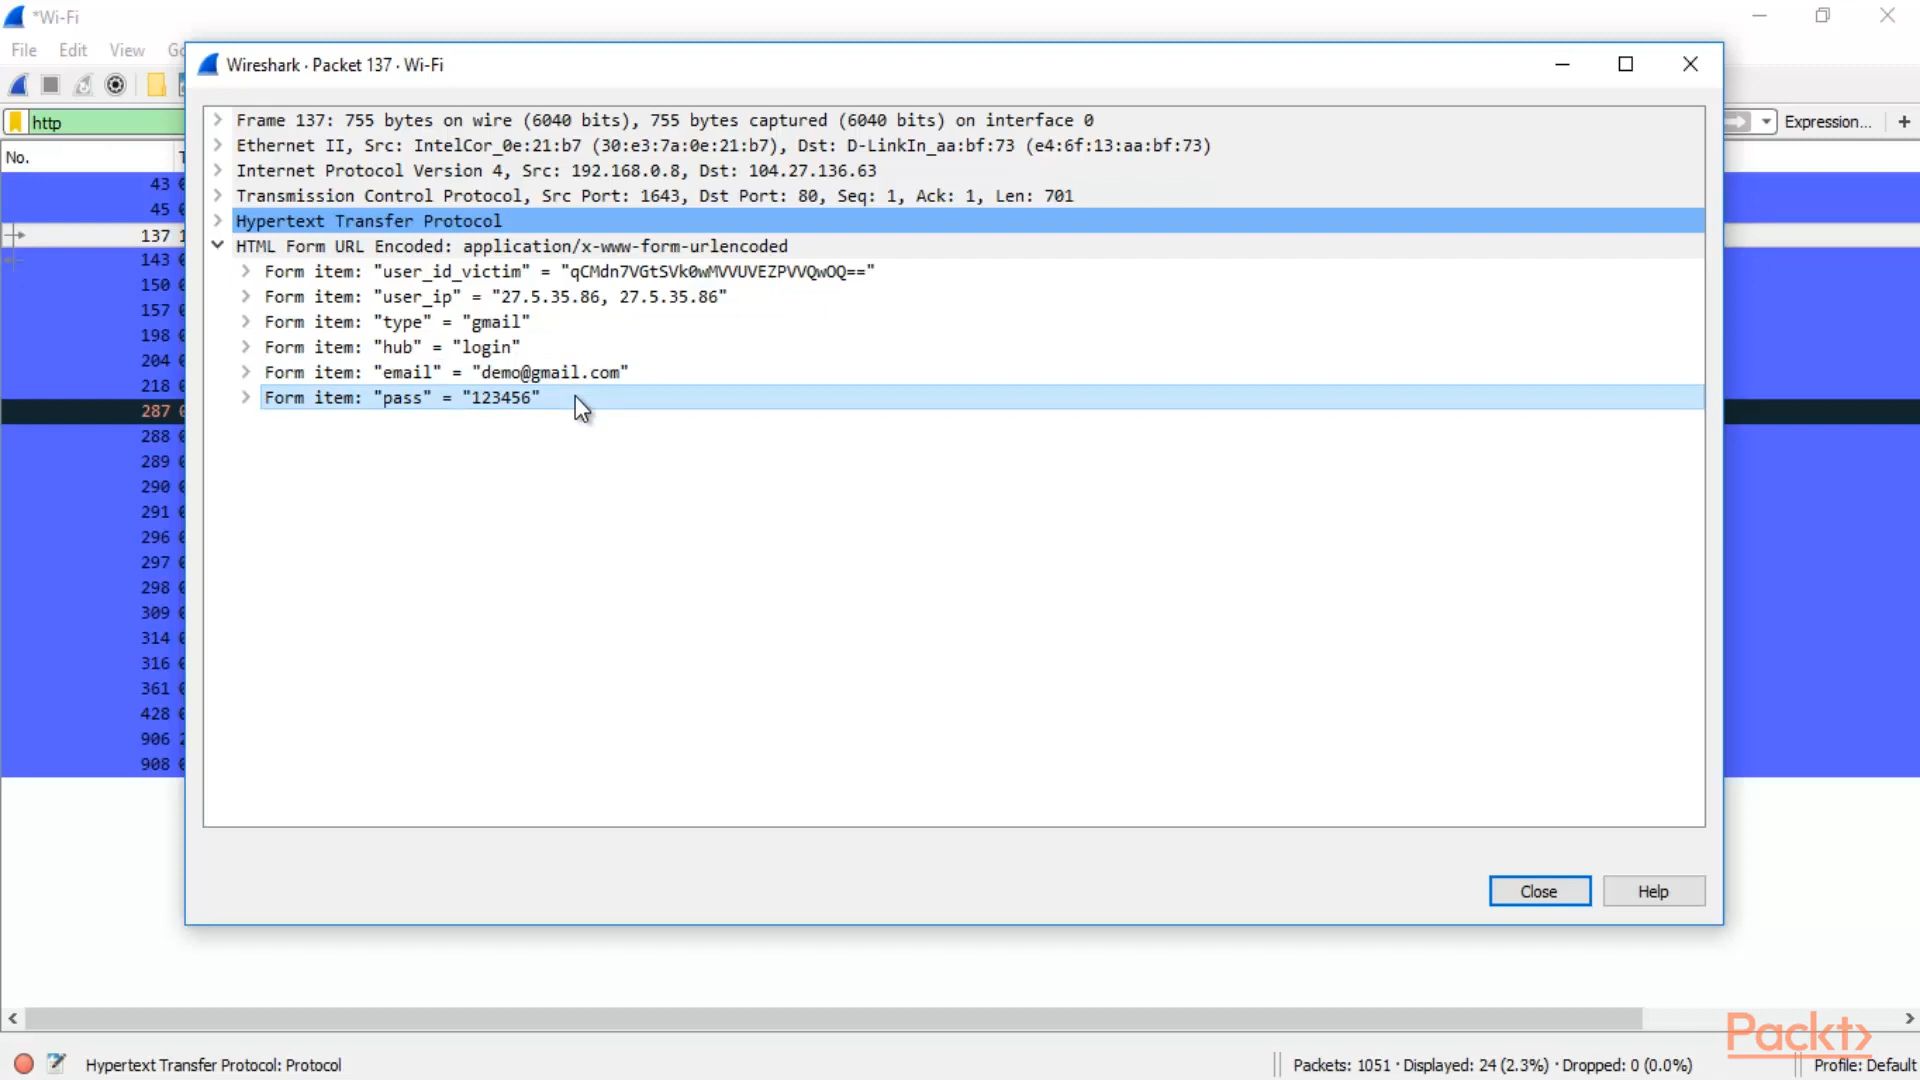 *Wi-Fi
File Edit View
Wireshark · Packet 137 · Wi-Fi
http
Expression...
+
No.
Frame 137: 755 bytes on wire (6040 bits), 755 bytes captured (6040 bits) on interface 0
Ethernet II, Src: IntelCor_0e:21:b7 (30:e3:7a:0e:21:b7), Dst: D-LinkIn_aa:bf:73 (e4:6f:13:aa:bf:73)
Internet Protocol Version 4, Src: 192.168.0.8, Dst: 104.27.136.63
Transmission Control Protocol, Src Port: 1643, Dst Port: 80, Seq: 1, Ack: 1, Len: 701
Hypertext Transfer Protocol
HTML Form URL Encoded: application/x-www-form-urlencoded
Form item: "user_id_victim" = "qCMdn7VGtSVk0wMVVUVEZPVVQwOQ=="
Form item: "user_ip" = "27.5.35.86, 27.5.35.86"
Form item: "type" = "gmail"
Form item: "hub" = "login"
Form item: "email" = "demo@gmail.com"
Form item: "pass" = "123456"
43
45
137
143
150
157
198
204
218
287
288
289
290
291
296
297
298
309
314
316
361
428
906
908
Close
Help
Packt>
Hypertext Transfer Protocol: Protocol
Packets: 1051 · Displayed: 24 (2.3%) · Dropped: 0 (0.0%)
Profile: Default